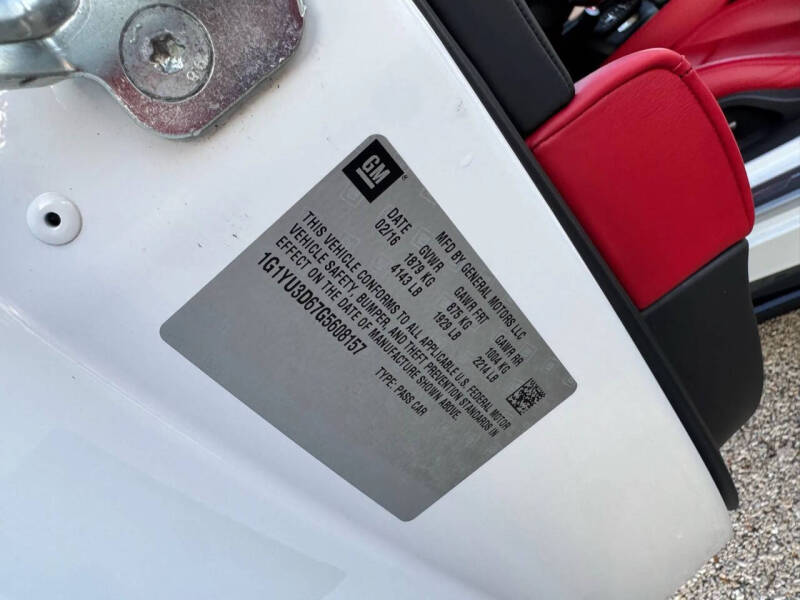 GM
MFD BY GENERAL MOTORS LLC
DATE GVWR GAWR FRT GAWR RR
02/16 1879 KG 875 KG 1004 KG
4143 LB 1929 LB 2214 LB
THIS VEHICLE CONFORMS TO ALL APPLICABLE U.S. FEDERAL MOTOR
VEHICLE SAFETY, BUMPER, AND THEFT PREVENTION STANDARDS IN
EFFECT ON THE DATE OF MANUFACTURE SHOWN ABOVE.
1G1YU3D67G5608157
TYPE: PASS CAR